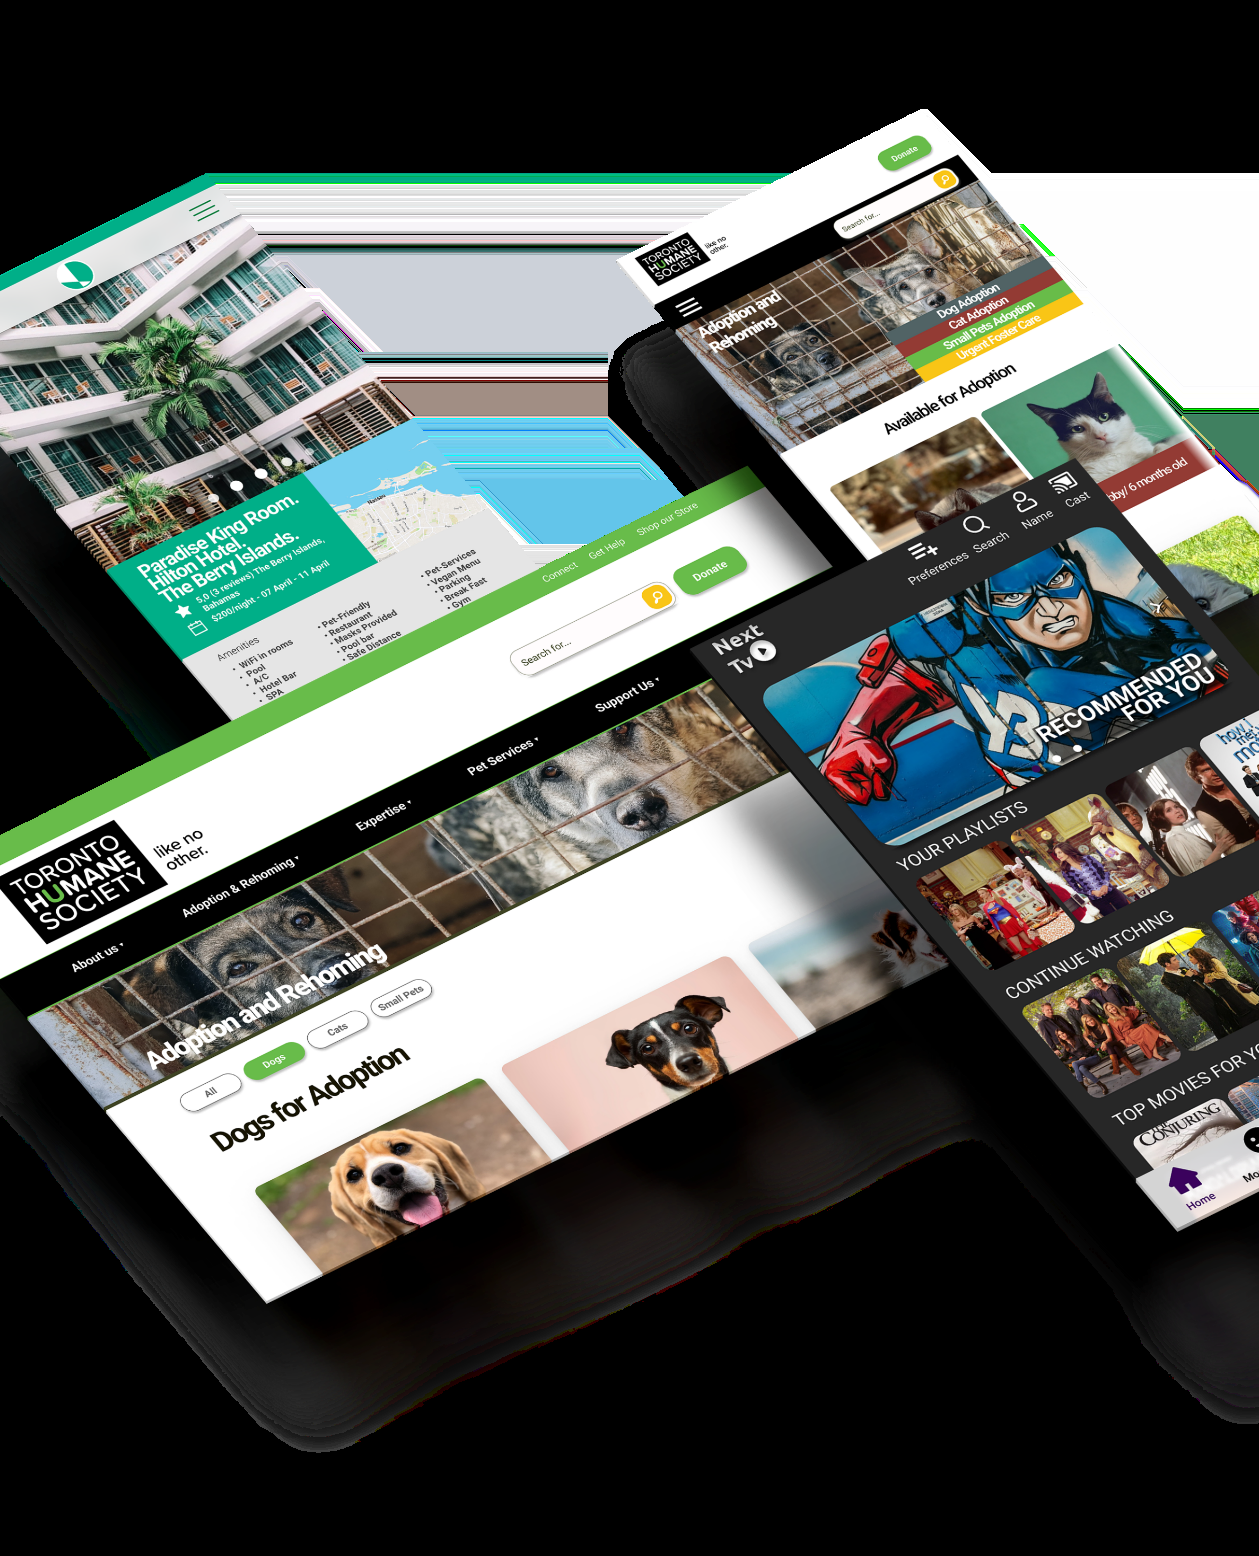 Paradise King Room.
Hilton Hotel.
The Berry Islands.
5.0 (3 reviews) The Berry Islands,
Bahamas
$200/night - 07 April - 11 April
Nassau
Amenities
• WiFi in rooms
• Pool
• A/C
• Hotel Bar
• SPA
• Pet-Friendly
• Restaurant
• Masks Provided
• Pool bar
• Safe Distance
• Pet-Services
• Vegan Menu
• Parking
• Break Fast
• Gym
Donate
Search for...
TORONTO
HUMANE
SOCIETY
like no
other.
Adoption and
Rehoming
Dog Adoption
Cat Adoption
Small Pets Adoption
Urgent Foster Care
Available for Adoption
by/ 6 months old
Connect
Get Help
Shop our Store
Search for...
Donate
TORONTO
HUMANE
SOCIETY
like no
other.
About us
Adoption & Rehoming
Expertise
Pet Services
Support Us
Adoption and Rehoming
All
Dogs
Cats
Small Pets
Dogs for Adoption
Next
Tv
Preferences
Search
Name
Cast
RECOMMENDED
FOR YOU
YOUR PLAYLISTS
how i
met
mo
CONTINUE WATCHING
TOP MOVIES FOR YO
CONJURING
Home
Mo